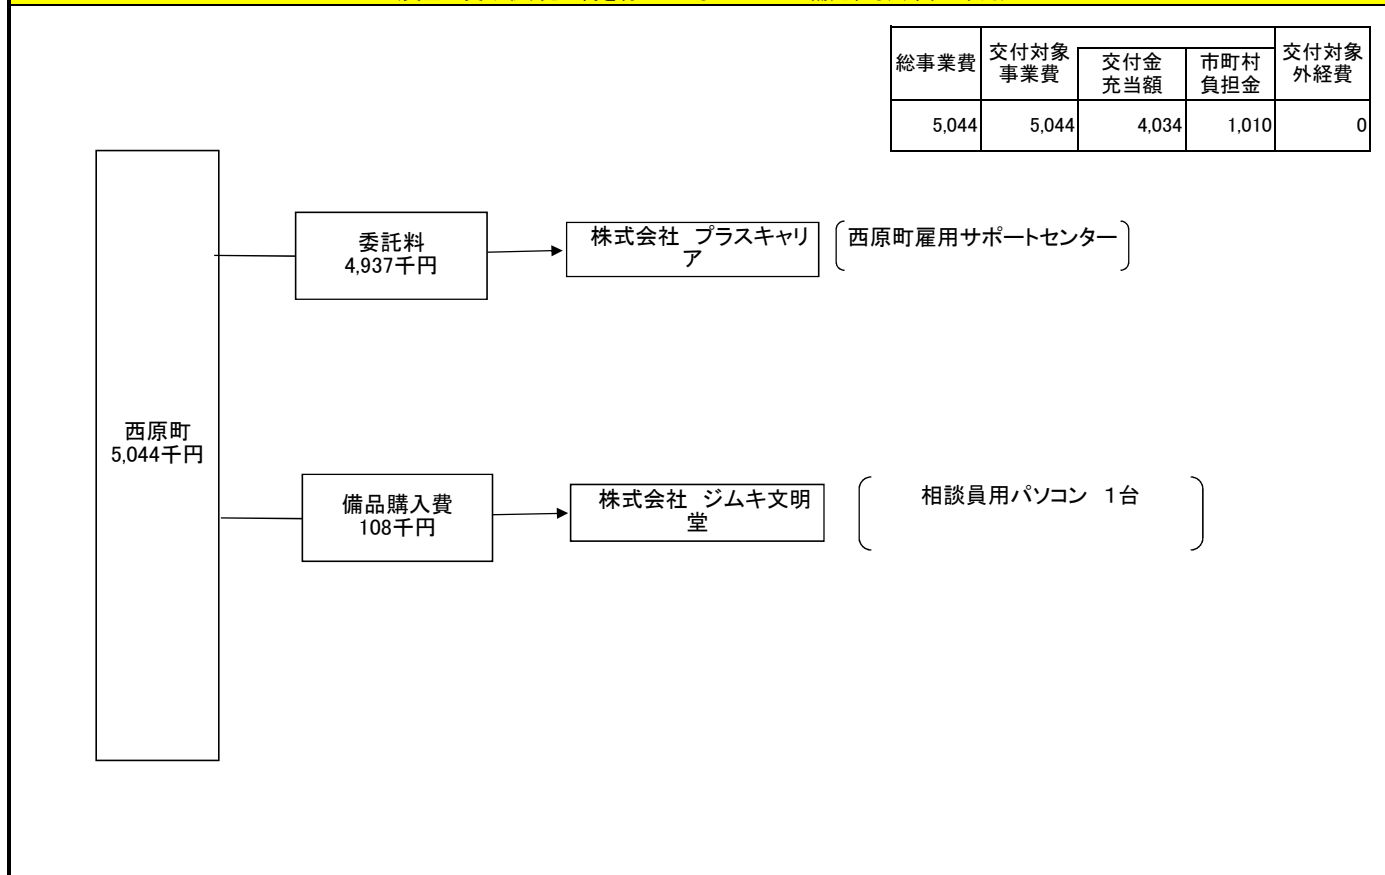 総事業費
交付対象
事業費
交付金
充当額
市町村
負担金
交付対象
外経費
5,044
5,044
4,034
1,010
0
委託料
4,937千円
株式会社 プラスキャリ
ア
西原町雇用サポートセンター
西原町
5,044千円
備品購入費
108千円
株式会社 ジムキ文明
堂
相談員用パソコン １台